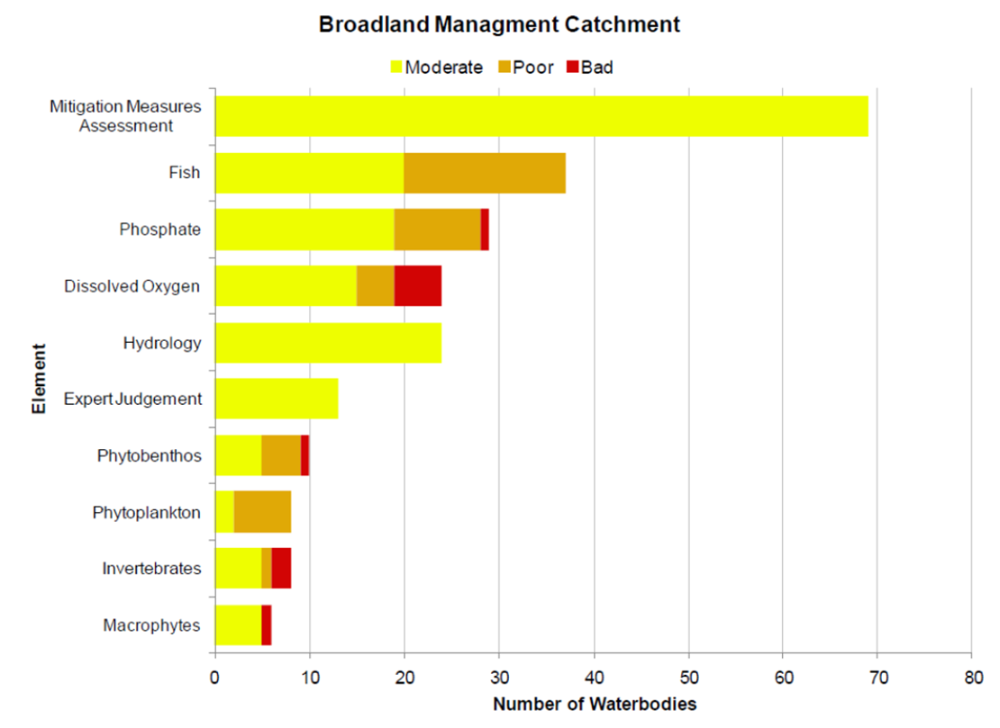 Broadland Managment Catchment
Moderate Poor Bad
Mitigation Measures
Assessment
Fish
Phosphate
Dissolved Oxygen
Hydrology
Expert Judgement
Phytobenthos
Phytoplankton
Invertebrates
Macrophytes
Element
0 10 20 30 40 50 60 70 80
Number of Waterbodies